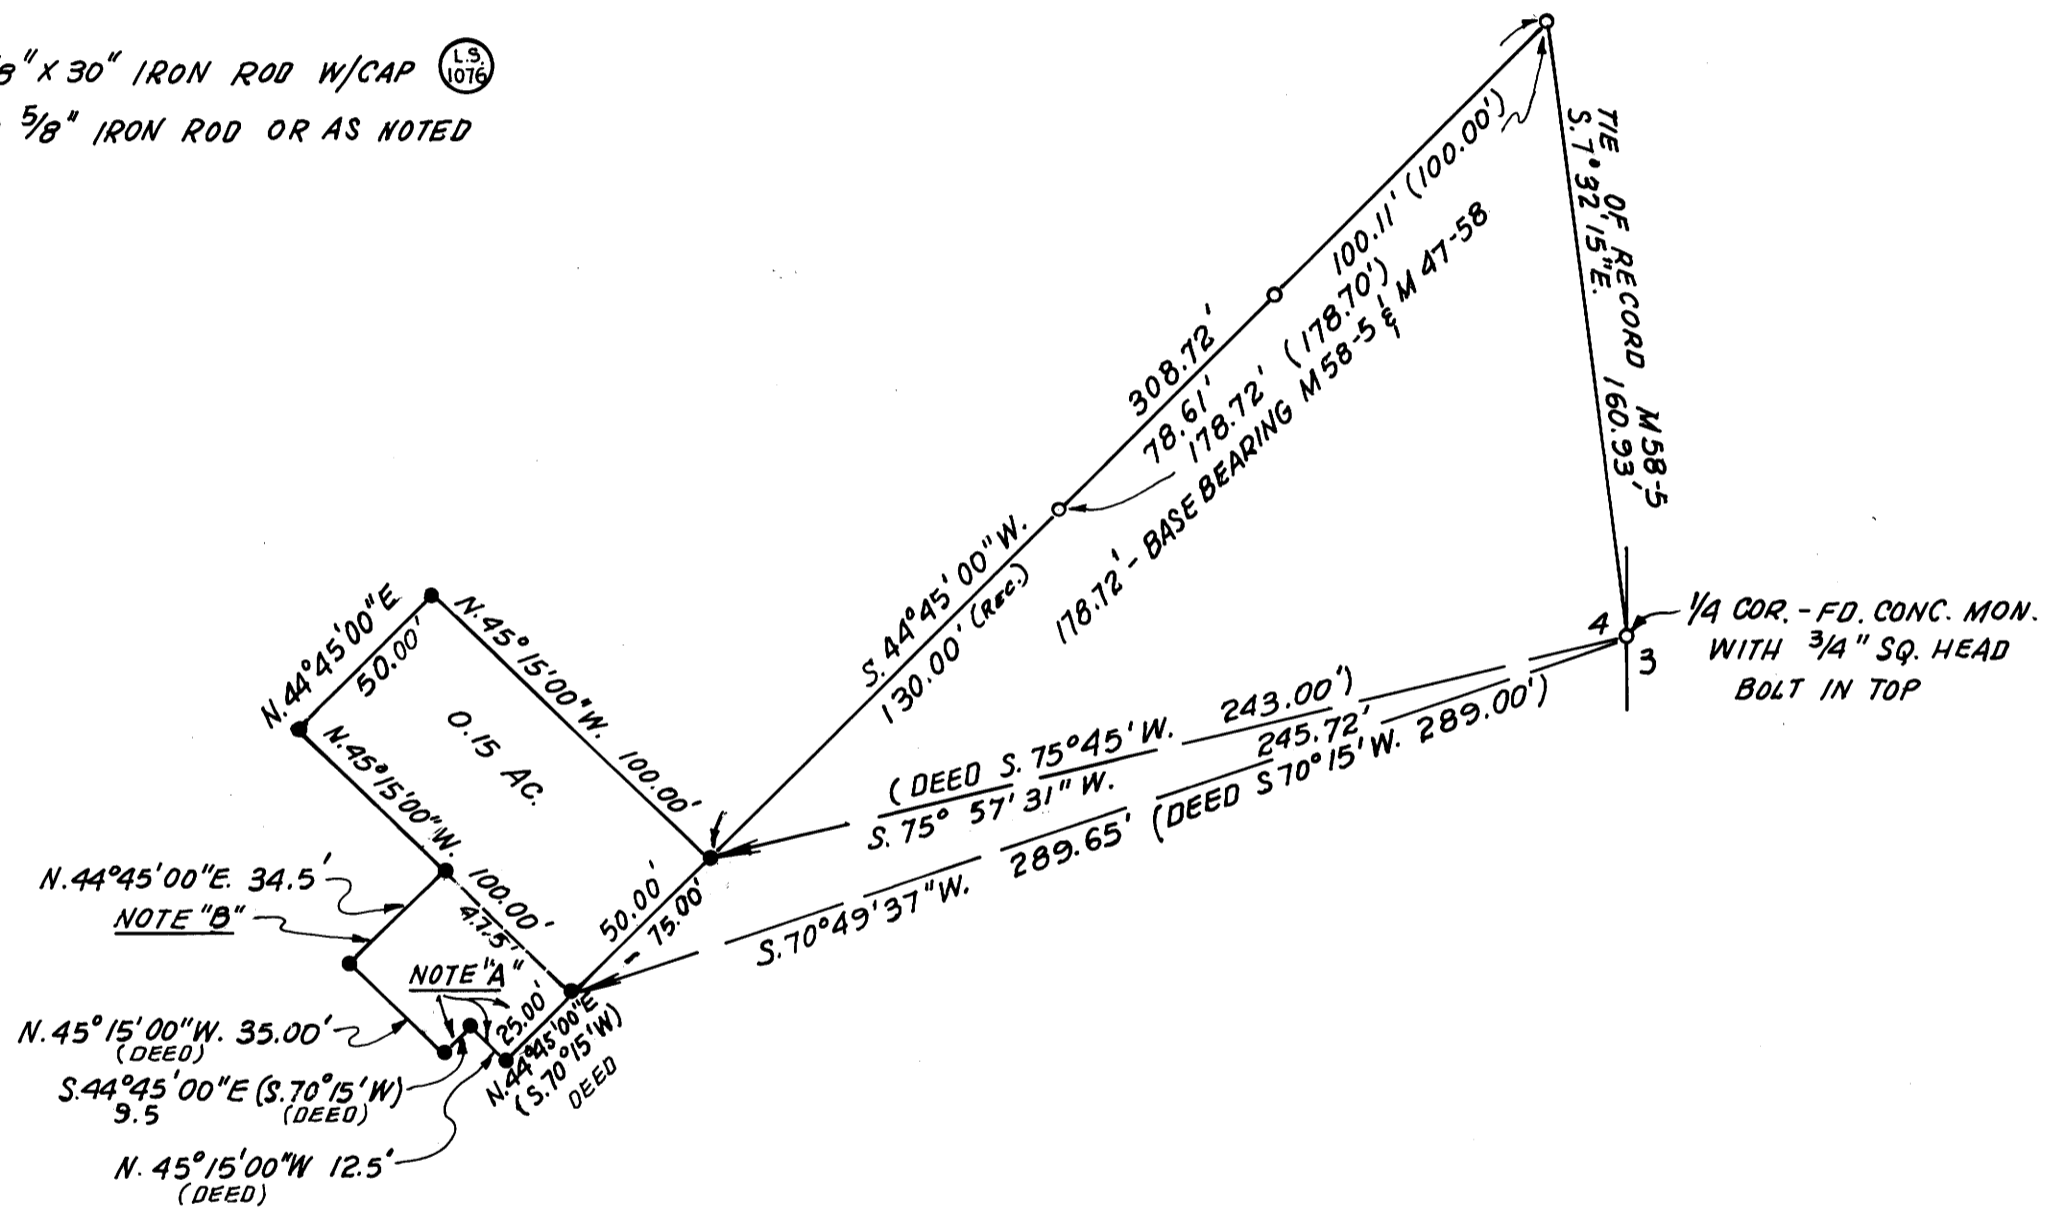 8" X 30" IRON ROD W/CAP
L.S.
1076
5/8" IRON ROD OR AS NOTED
TIE OF RECORD M58-5
S.7°32'15"E. 160.93'
100.11' (100.00')
308.72'
78.61'
178.72' (178.70')
178.72' - BASE BEARING M58-5 & M 47-58
S.44°45'00"W.
130.00' (REC.)
1/4 COR. - FD. CONC. MON.
WITH 3/4" SQ. HEAD
BOLT IN TOP
4
3
(DEED S. 75°45' W. 243.00')
S. 75° 57' 31" W. 245.72'
S.70°49'37"W. 289.65' (DEED S 70°15' W. 289.00')
N.44°45'00"E
50.00'
N.45°15'00"W. 100.00'
0.15 AC.
N.45°15'00"W. 100.00'
47.5'
50.00'
75.00'
N.44°45'00"E. 34.5'
NOTE "B"
NOTE "A"
25.00'
N.44°45'00"E
(S.70°15'W)
DEED
N.45°15'00"W. 35.00'
(DEED)
S.44°45'00"E (S.70°15'W)
9.5 (DEED)
N. 45°15'00"W 12.5'
(DEED)